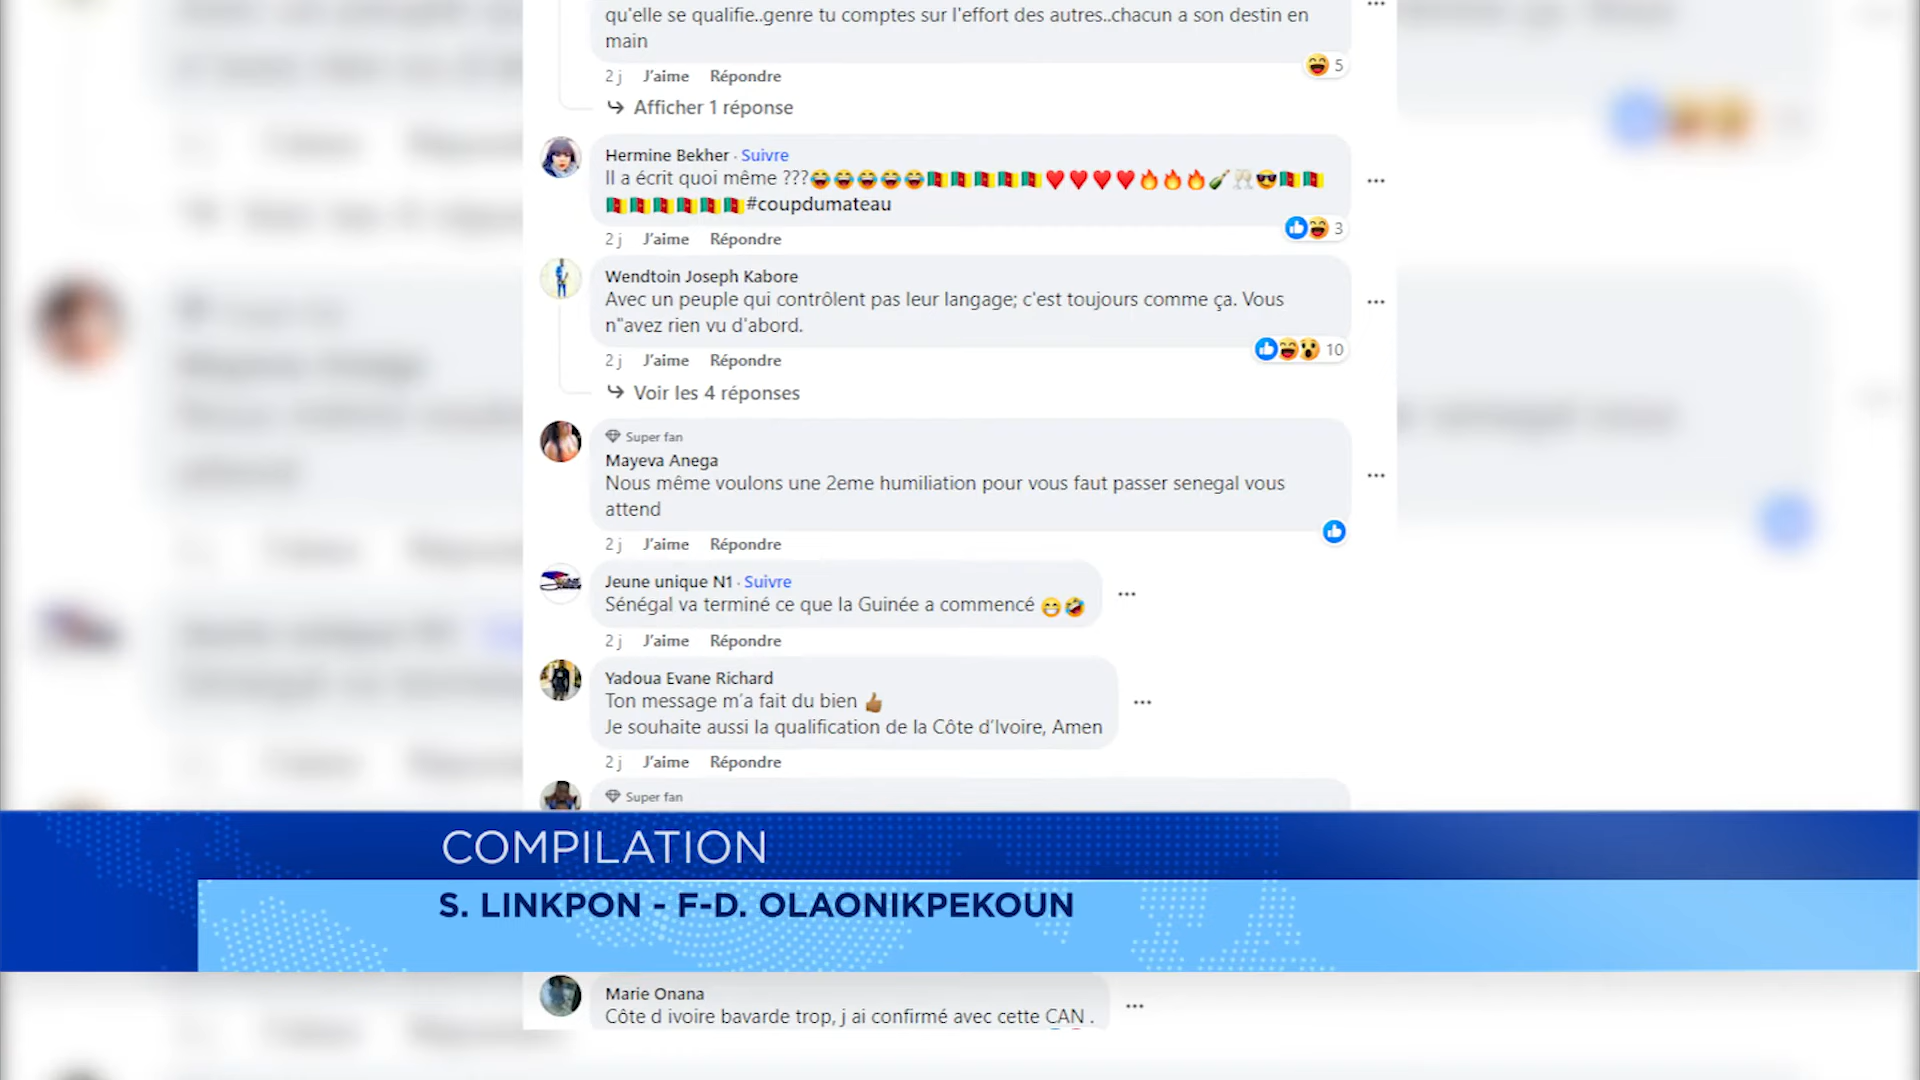 qu'elle se qualifie..genre tu comptes sur l'effort des autres..chacun a son destin en
main
5
2 j J'aime Répondre
Afficher 1 réponse
Hermine Bekher · Suivre
Il a écrit quoi même ???😂😂😂😂😂🇨🇲🇨🇲🇨🇲🇨🇲🇨🇲❤️❤️❤️❤️🔥🔥🔥🍾🥂😎🇨🇲🇨🇲
🇨🇲🇨🇲🇨🇲🇨🇲🇨🇲🇨🇲#coupdumateau
3
2 j J'aime Répondre
Wendtoin Joseph Kabore
Avec un peuple qui contrôlent pas leur langage; c'est toujours comme ça. Vous
n"avez rien vu d'abord.
10
2 j J'aime Répondre
Voir les 4 réponses
Super fan
Mayeva Anega
Nous même voulons une 2eme humiliation pour vous faut passer senegal vous
attend
2 j J'aime Répondre
Jeune unique N1 · Suivre
Sénégal va terminé ce que la Guinée a commencé 😁🤣
2 j J'aime Répondre
Yadoua Evane Richard
Ton message m'a fait du bien 👍🏾
Je souhaite aussi la qualification de la Côte d'Ivoire, Amen
2 j J'aime Répondre
Super fan
COMPILATION
S. LINKPON - F-D. OLAONIKPEKOUN
Marie Onana
Côte d ivoire bavarde trop, j ai confirmé avec cette CAN .